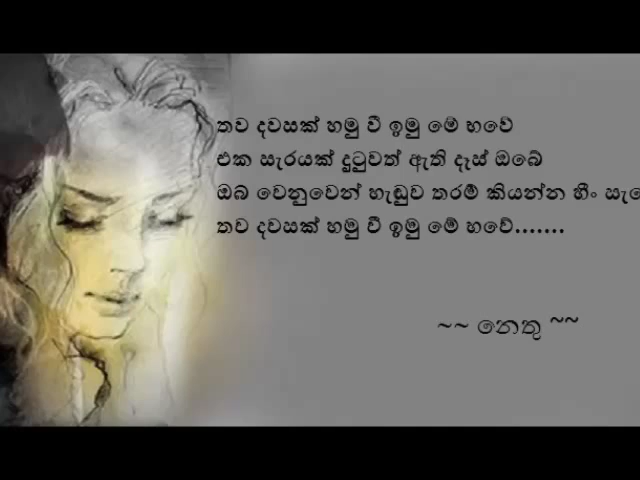 තව දවසක් හමු වී ඉමු මේ භවේ
එක සැරයක් දුටුවත් ඇති දෑස් ඔබේ
ඔබ වෙනුවෙන් හැඬුව තරම් කියන්න හීං
තව දවසක් හමු වී ඉමු මේ භවේ.......
~~ නෙතු ~~